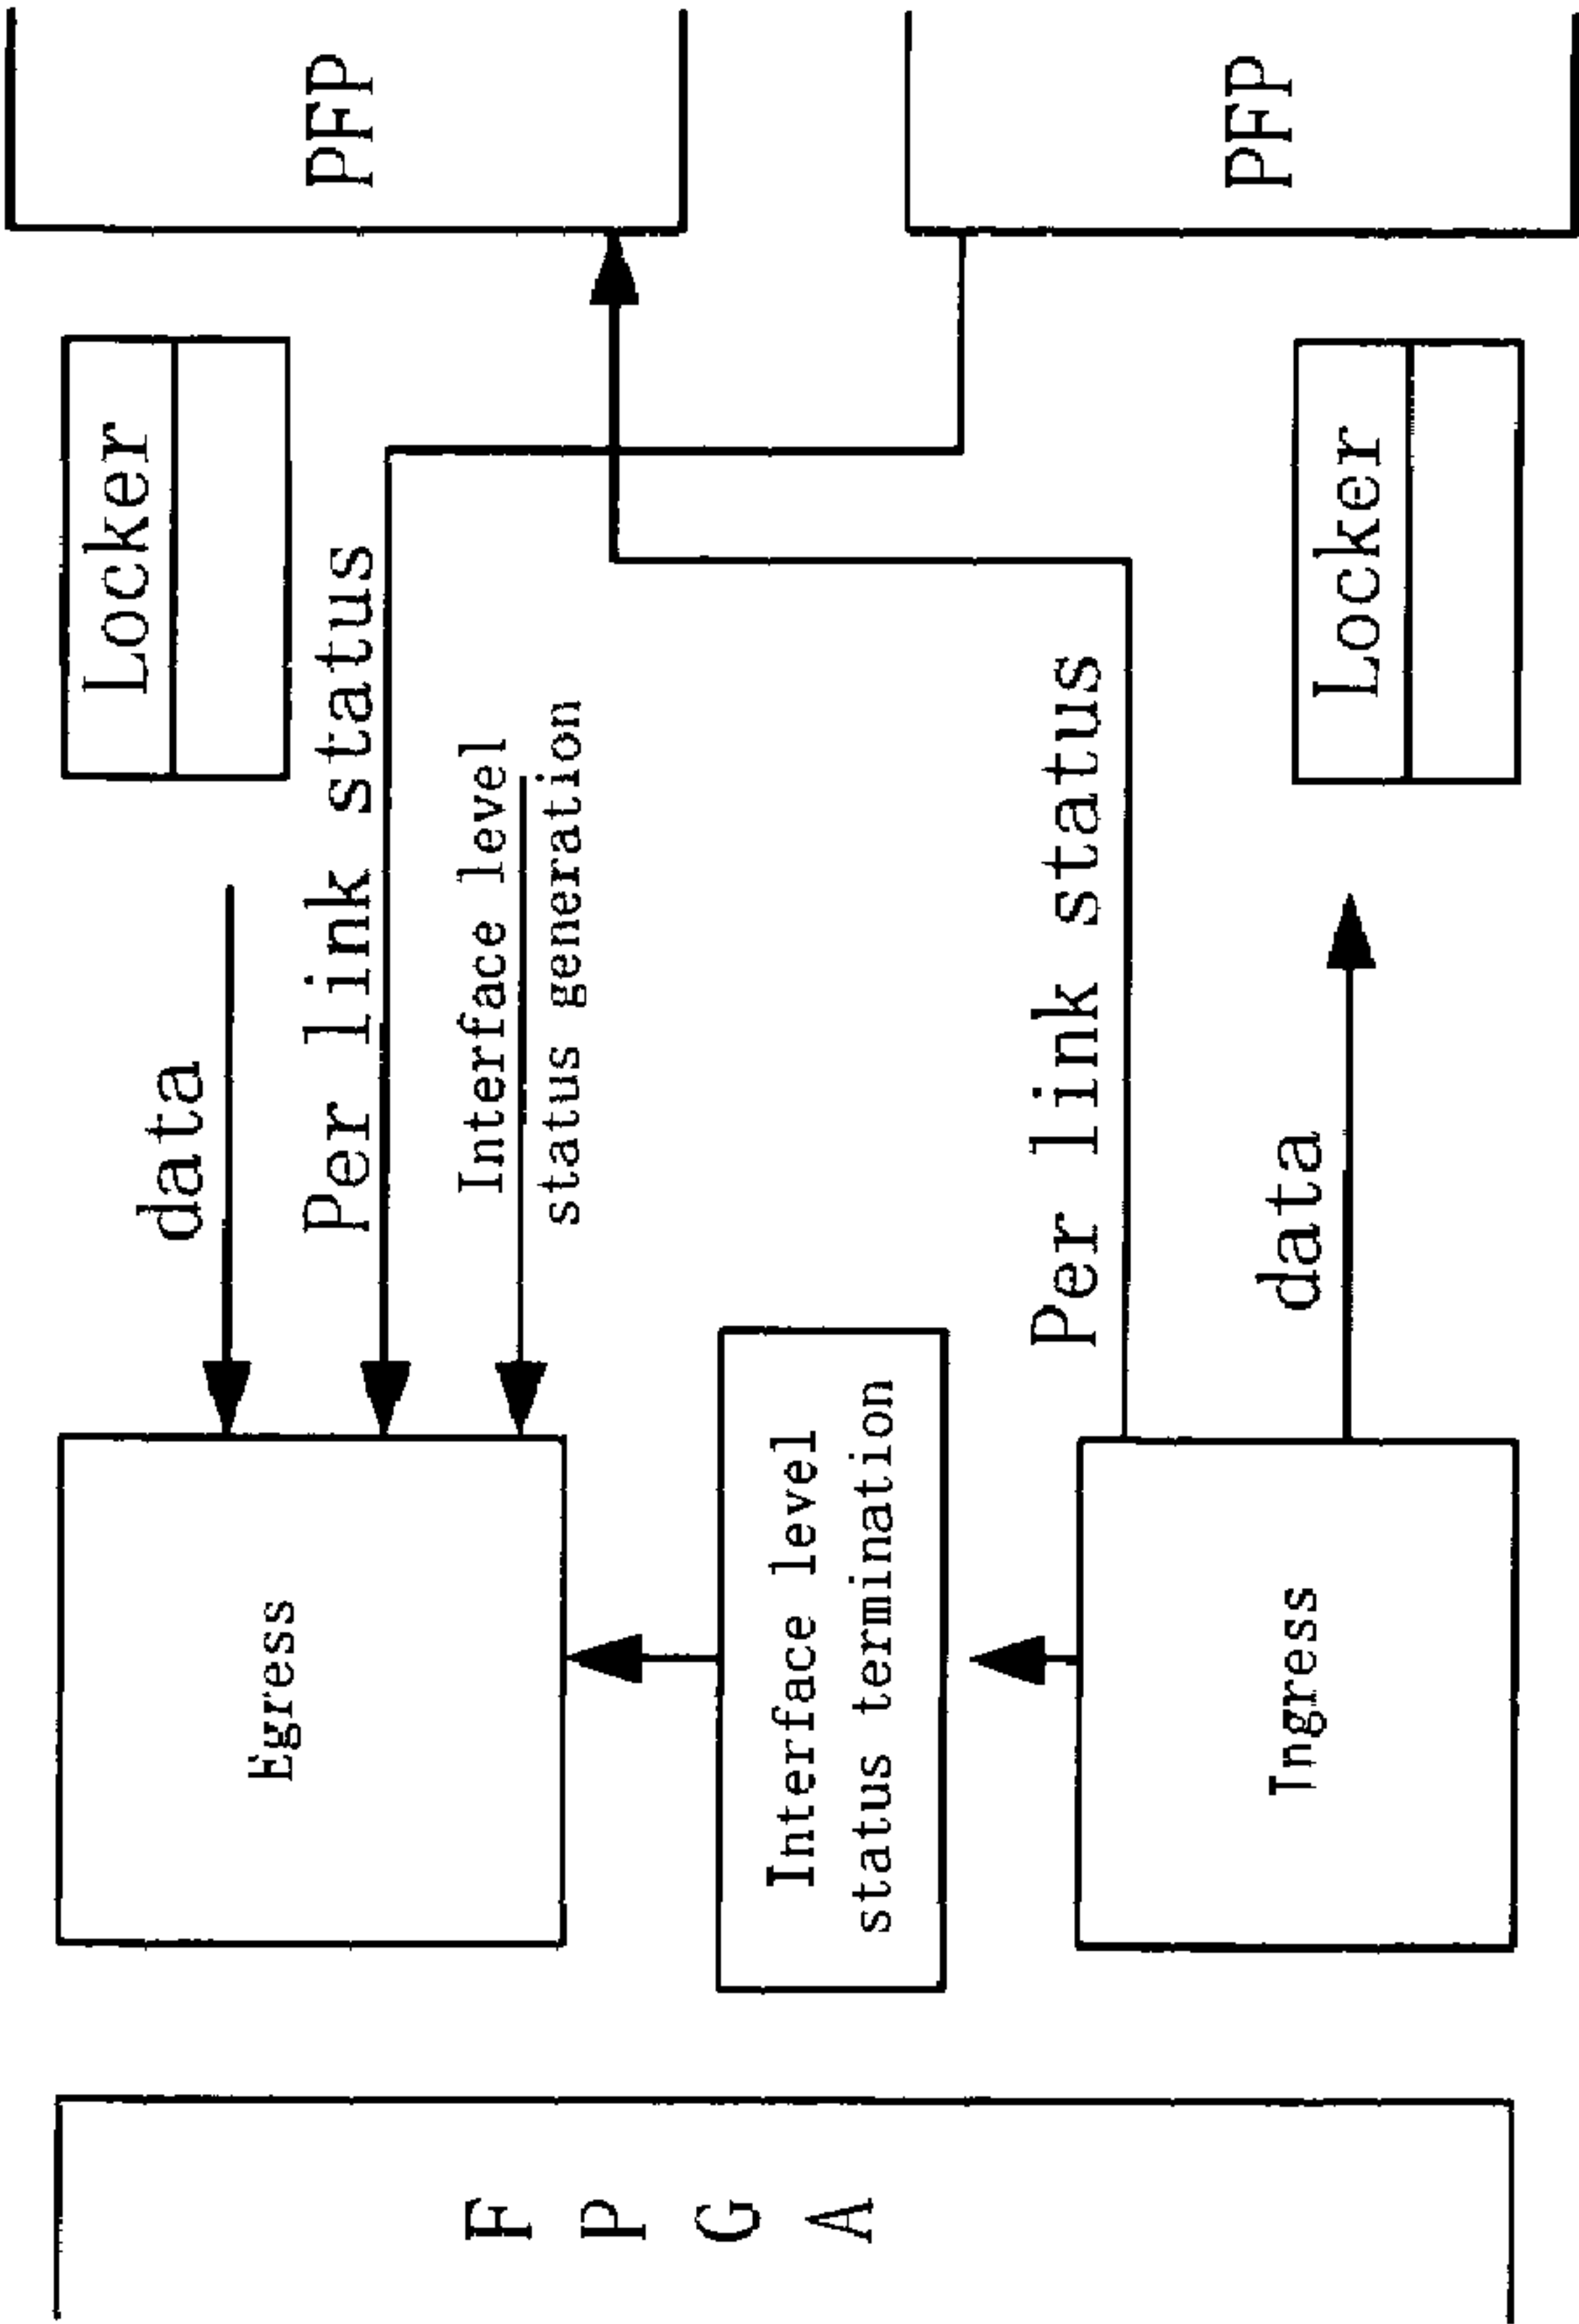 F
P
G
A
Egress
data
Per link status
Interface level
status generation
Locker
PFP
Interface level
status termination
Ingress
Per link status
data
Locker
PFP